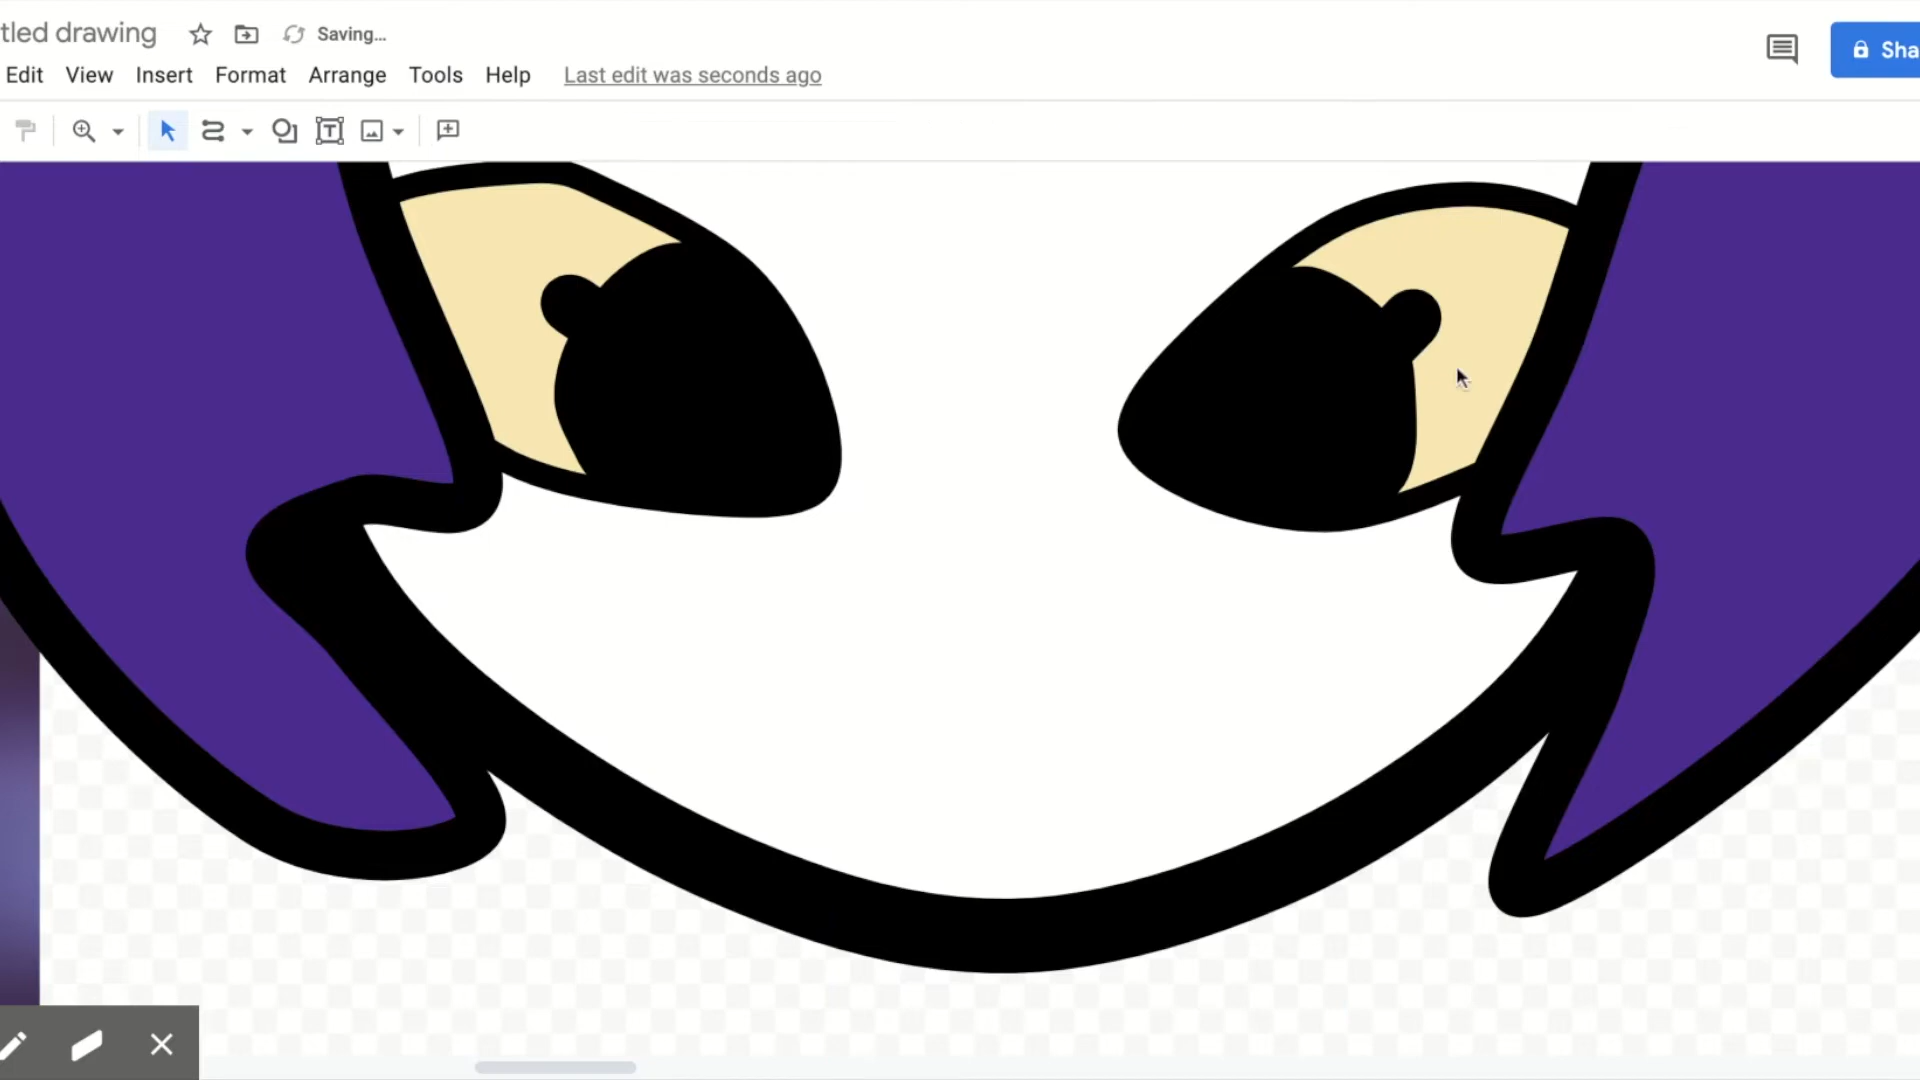 tled drawing
Saving...
Edit View Insert Format Arrange Tools Help Last edit was seconds ago
Sha
T